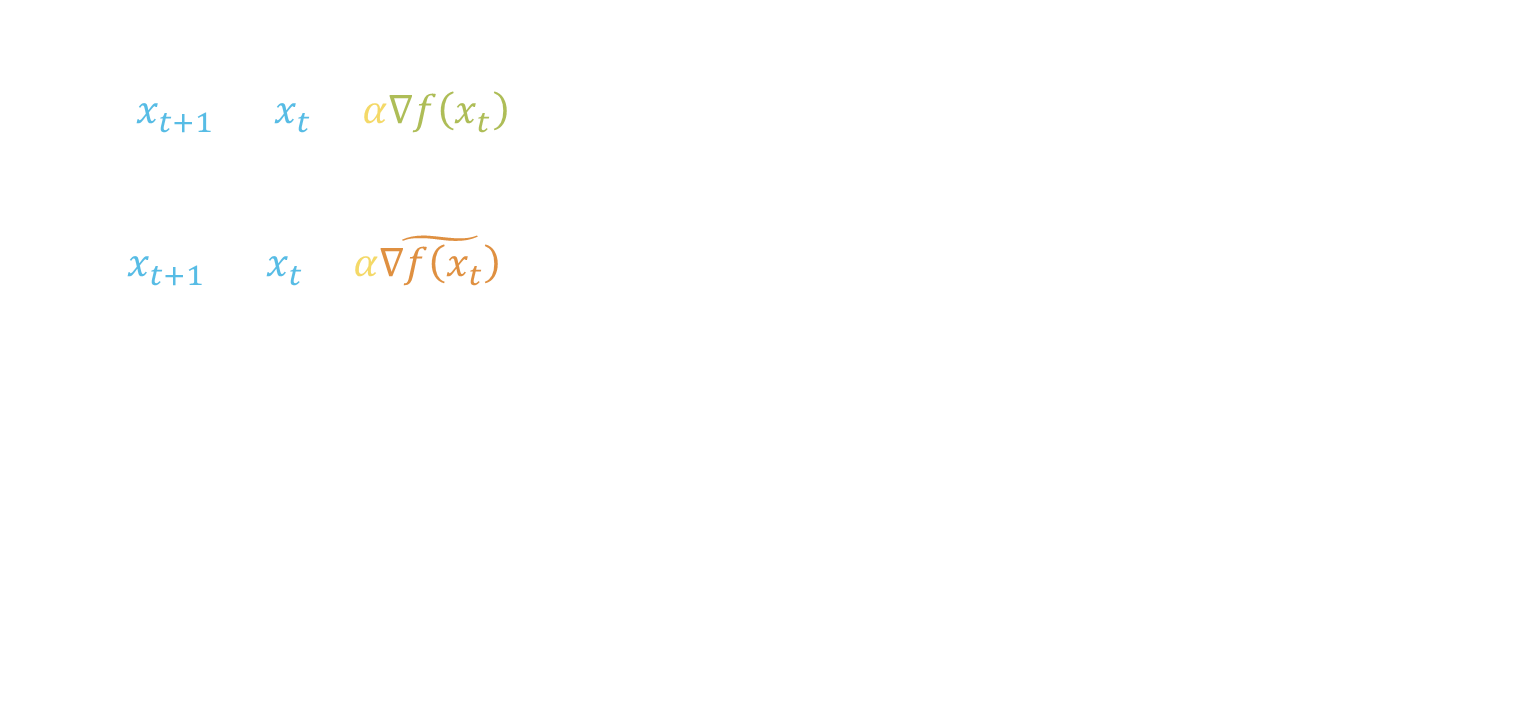 x_{t+1} x_t α∇f(x_t)
x_{t+1} x_t α∇\widetilde{f(x_t)}